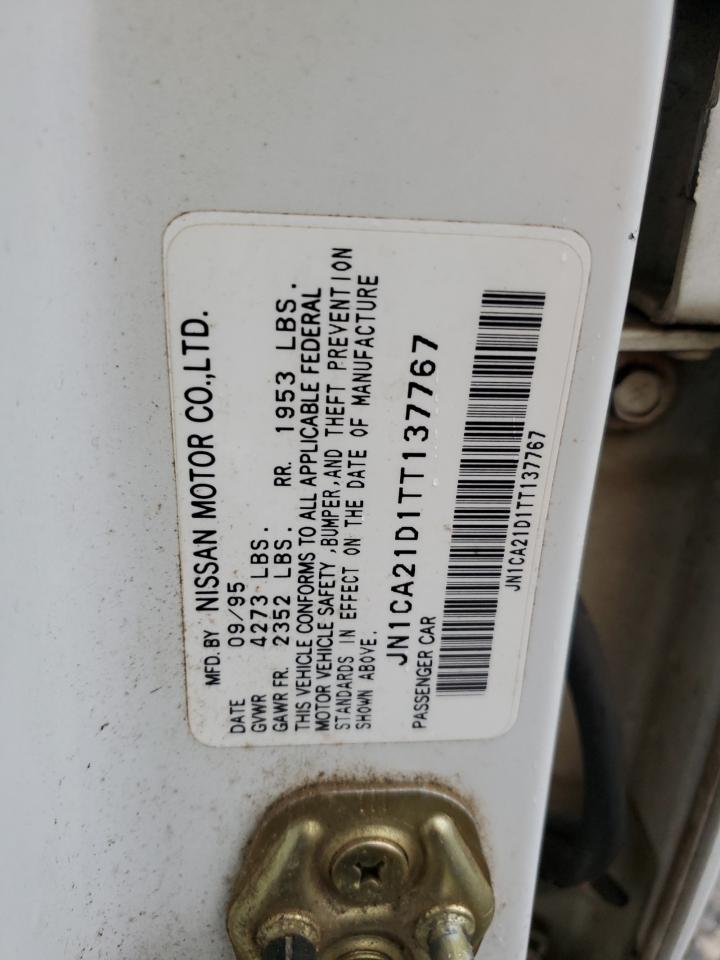 MFD. BY NISSAN MOTOR CO.,LTD.
DATE 09/95
GVWR 4273 LBS.
GAWR FR. 2352 LBS. RR. 1953 LBS.
THIS VEHICLE CONFORMS TO ALL APPLICABLE FEDERAL
MOTOR VEHICLE SAFETY ,BUMPER,AND THEFT PREVENTION
STANDARDS IN EFFECT ON THE DATE OF MANUFACTURE
SHOWN ABOVE.
JN1CA21D1TT137767
PASSENGER CAR
JN1CA21D1TT137767